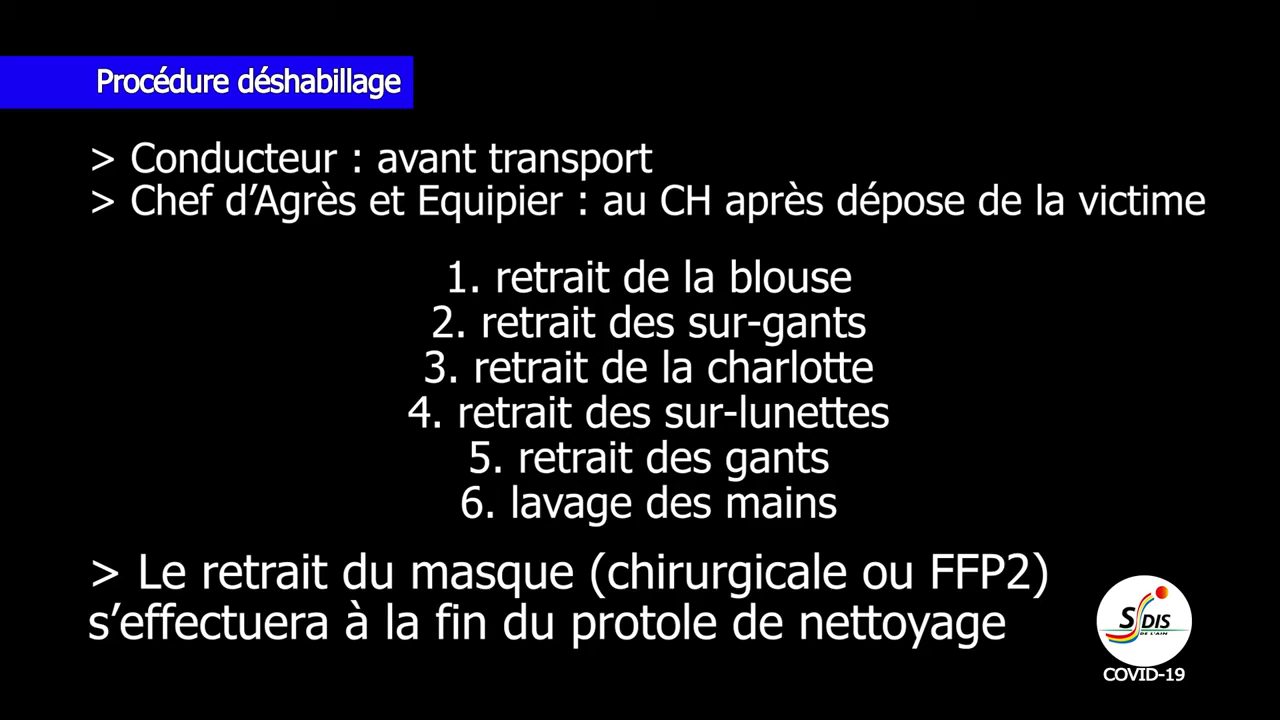 Procédure déshabillage
> Conducteur : avant transport
> Chef d’Agrès et Equipier : au CH après dépose de la victime
1. retrait de la blouse
2. retrait des sur-gants
3. retrait de la charlotte
4. retrait des sur-lunettes
5. retrait des gants
6. lavage des mains
> Le retrait du masque (chirurgicale ou FFP2)
s’effectuera à la fin du protole de nettoyage
SDIS
DE L'AIN
COVID-19